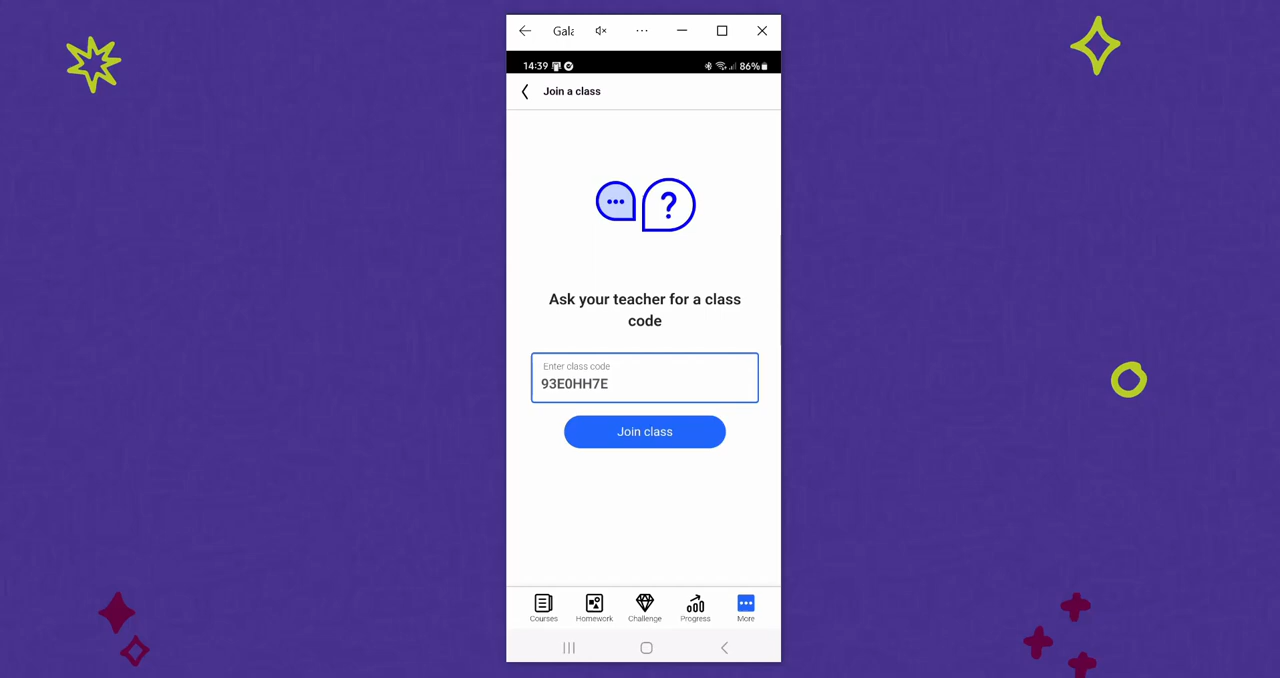 Gala
14:39
86%
Join a class
?
Ask your teacher for a class
code
Enter class code
93E0HH7E
Join class
Courses
Homework
Challenge
Progress
More